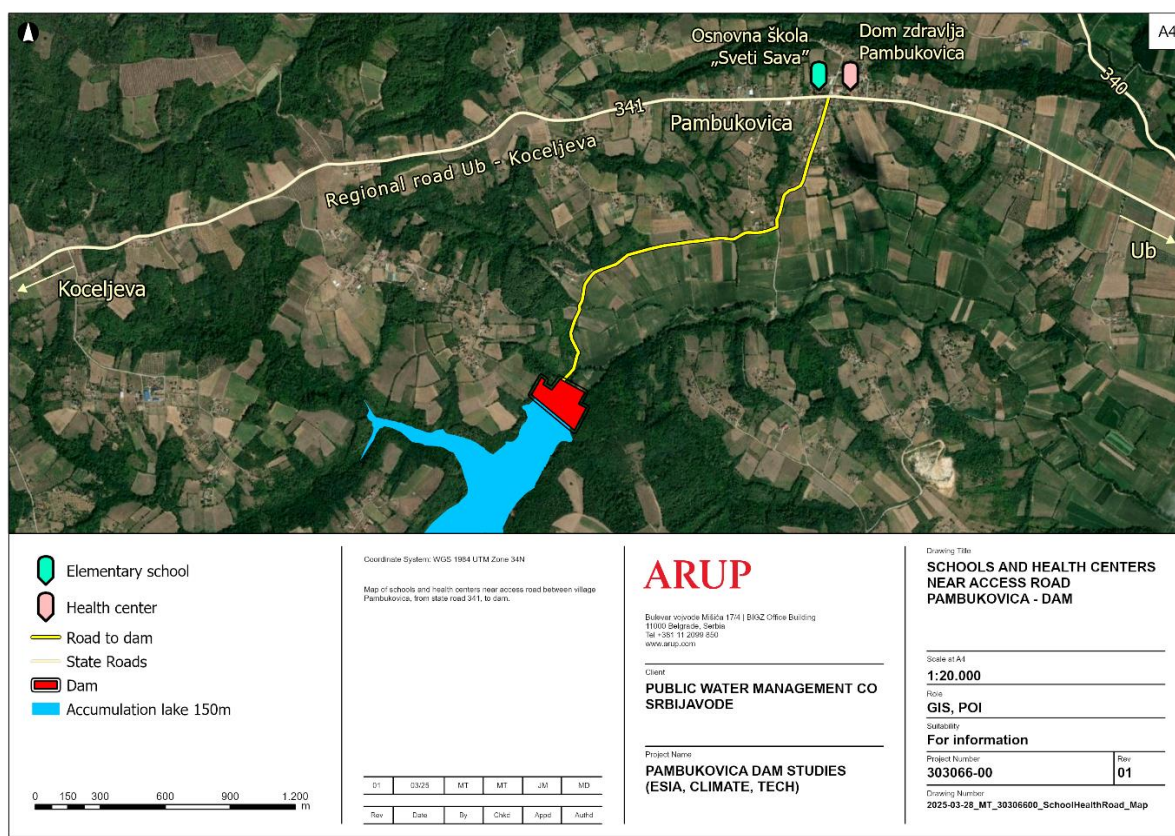 A4
Osnovna škola
„Sveti Sava”
Dom zdravlja
Pambukovica
340
341
Pambukovica
Regional road Ub - Koceljeva
Ub
Koceljeva
Elementary school
Health center
Road to dam
State Roads
Dam
Accumulation lake 150m
0 150 300 600 900 1.200
m
Coordinate System: WGS 1984 UTM Zone 34N
Map of schools and health centers near access road between village
Pambukovica, from state road 341, to dam.
01 03/28 MT MT JM MD
Rev Date By Chkd Appd Authd
ARUP
Bulevar vojvode Mišića 17/4 | BIGZ Office Building
11000 Belgrade, Serbia
Tel +381 11 2099 850
www.arup.com
Client
PUBLIC WATER MANAGEMENT CO
SRBIJAVODE
Project Name
PAMBUKOVICA DAM STUDIES
(ESIA, CLIMATE, TECH)
Drawing Title
SCHOOLS AND HEALTH CENTERS
NEAR ACCESS ROAD
PAMBUKOVICA - DAM
Scale at A4
1:20.000
Role
GIS, POI
Suitability
For information
Project Number
303066-00
Rev
01
Drawing Number
2025-03-28_MT_30306600_SchoolHealthRoad_Map